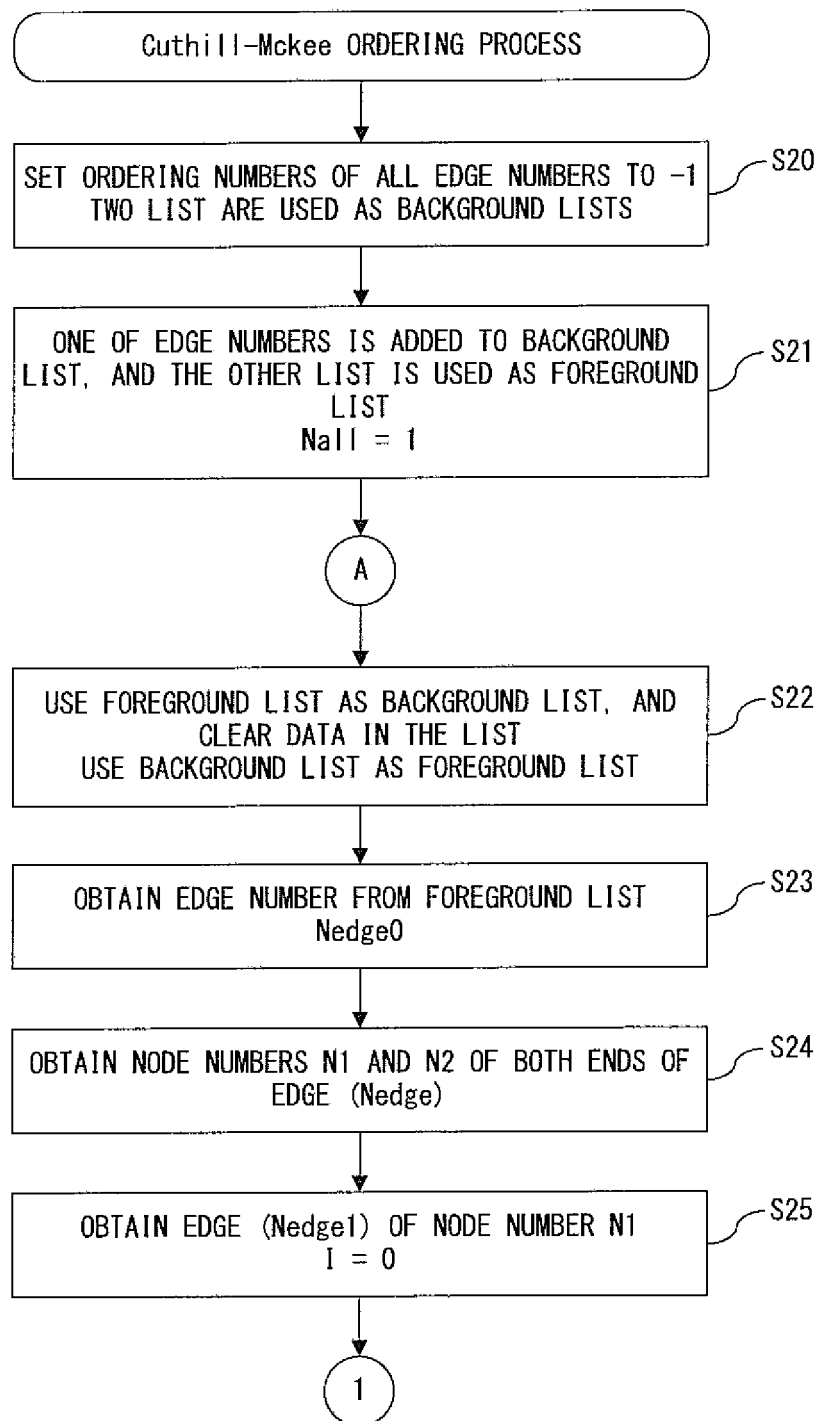 Cuthill-Mckee ORDERING PROCESS
SET ORDERING NUMBERS OF ALL EDGE NUMBERS TO -1
TWO LIST ARE USED AS BACKGROUND LISTS
S20
ONE OF EDGE NUMBERS IS ADDED TO BACKGROUND
LIST, AND THE OTHER LIST IS USED AS FOREGROUND
LIST
Nall = 1
S21
A
USE FOREGROUND LIST AS BACKGROUND LIST, AND
CLEAR DATA IN THE LIST
USE BACKGROUND LIST AS FOREGROUND LIST
S22
OBTAIN EDGE NUMBER FROM FOREGROUND LIST
Nedge0
S23
OBTAIN NODE NUMBERS N1 AND N2 OF BOTH ENDS OF
EDGE (Nedge)
S24
OBTAIN EDGE (Nedge1) OF NODE NUMBER N1
I = 0
S25
1